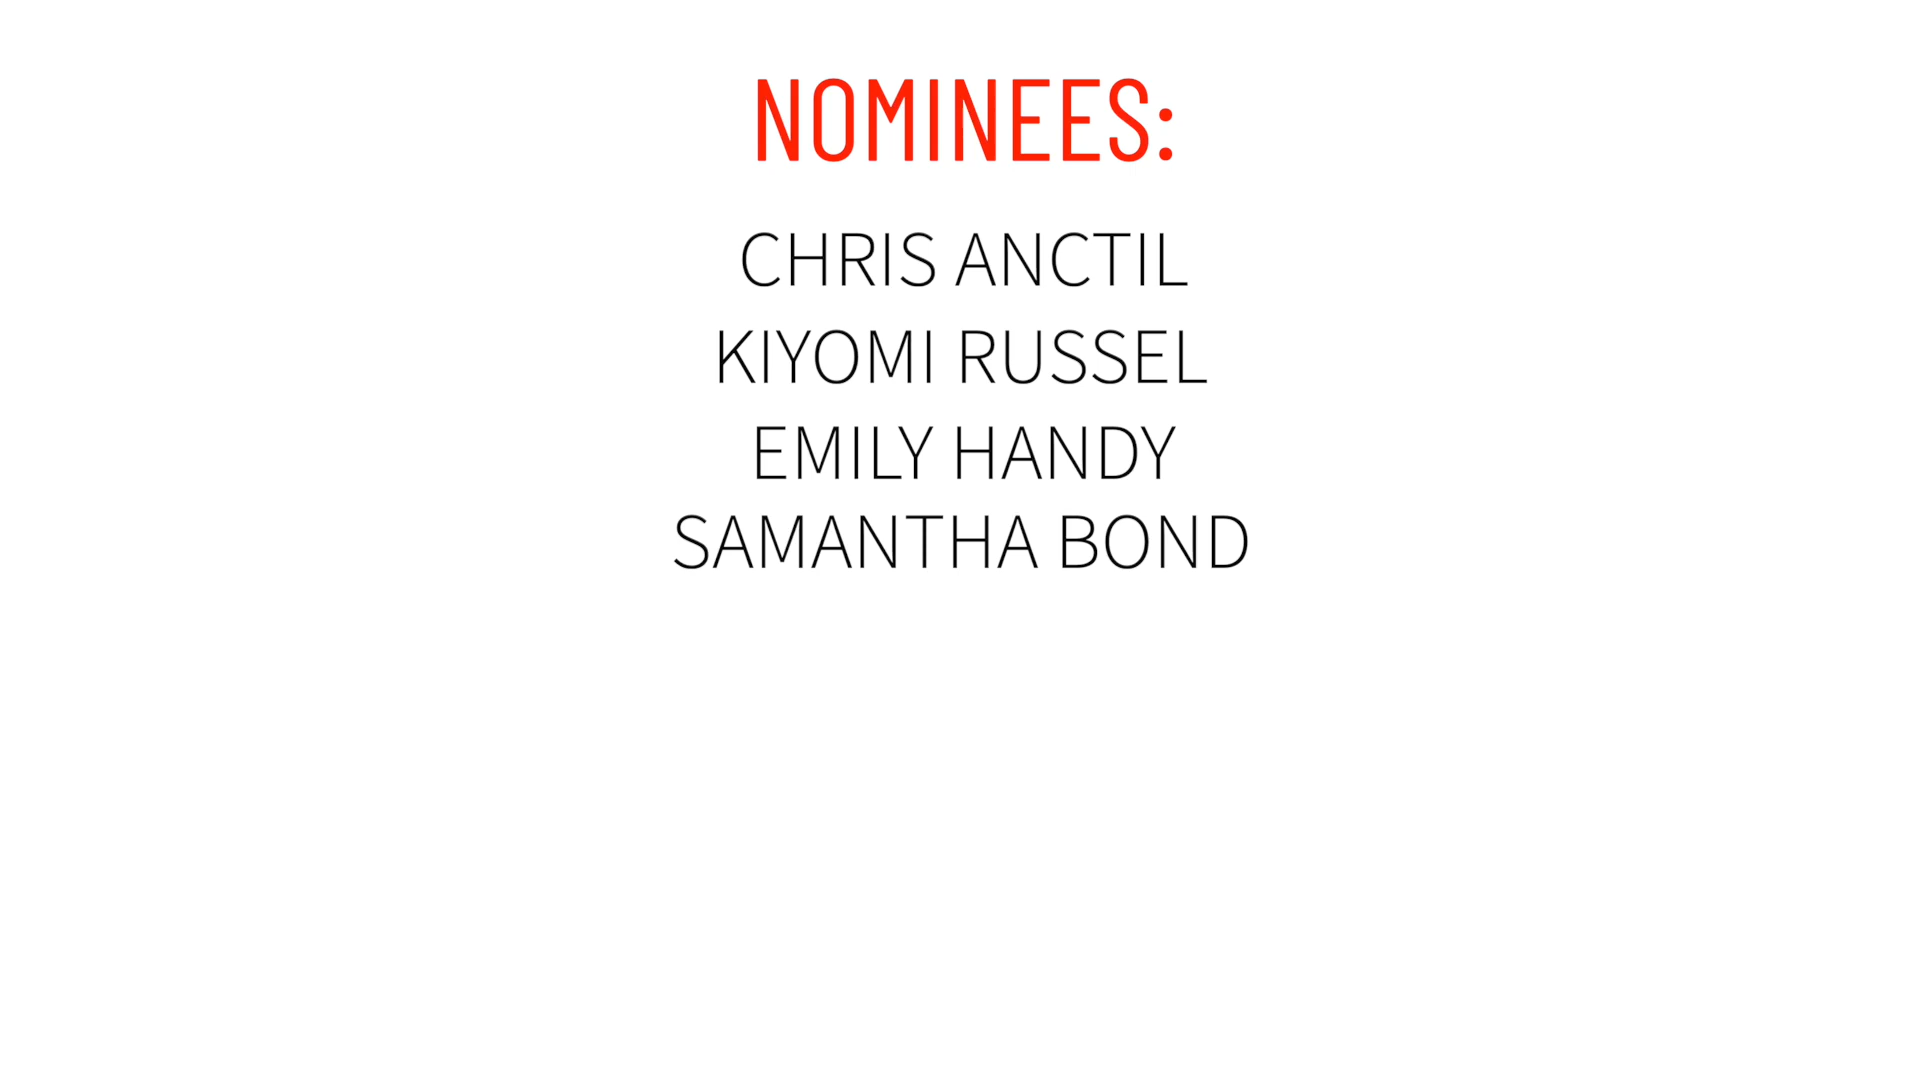 NOMINEES:
CHRIS ANCTIL
KIYOMI RUSSEL
EMILY HANDY
SAMANTHA BOND